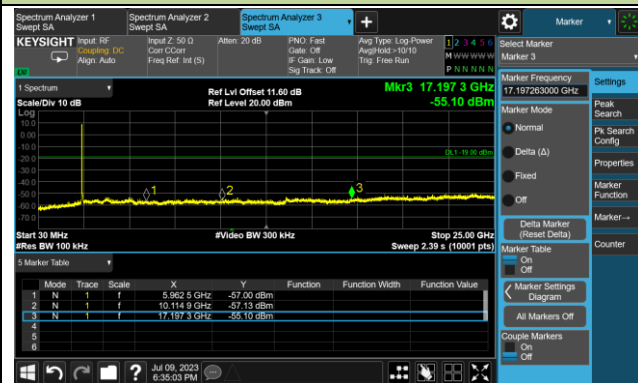 Spectrum Analyzer 1
Swept SA
Spectrum Analyzer 2
Swept SA
Spectrum Analyzer 3
Swept SA
Marker
KEYSIGHT
Input: RF
Coupling: DC
Align: Auto
Input Z: 50 Ω
Corr CCorr
Freq Ref: Int (S)
Atten: 20 dB
PNO: Fast
Gate: Off
IF Gain: Low
Sig Track: Off
Avg Type: Log-Power
Avg|Hold:>10/10
Trig: Free Run
1 2 3 4 5 6
M W W W W W
P N N N N N
Select Marker
Marker 3
1 Spectrum
Scale/Div 10 dB
Ref Lvl Offset 11.60 dB
Ref Level 20.00 dBm
Mkr3 17.197 3 GHz
-55.10 dBm
Log
10.0
0.00
-10.0
-20.0
-30.0
-40.0
-50.0
-60.0
-70.0
DL1 -19.00 dBm
1
2
3
Start 30 MHz
#Video BW 300 kHz
Stop 25.00 GHz
#Res BW 100 kHz
Sweep 2.39 s (10001 pts)
5 Marker Table
Mode Trace Scale X Y Function Function Width Function Value
1 N 1 f 5.962 5 GHz -57.00 dBm
2 N 1 f 10.114 9 GHz -57.13 dBm
3 N 1 f 17.197 3 GHz -55.10 dBm
4
5
6
Marker Frequency
17.197263000 GHz
Marker Mode
Normal
Delta (Δ)
Fixed
Off
Delta Marker
(Reset Delta)
Marker Table
On
Off
Marker Settings
Diagram
All Markers Off
Couple Markers
On
Off
Settings
Peak
Search
Pk Search
Config
Properties
Marker
Function
Marker→
Counter
Jul 09, 2023
6:35:03 PM